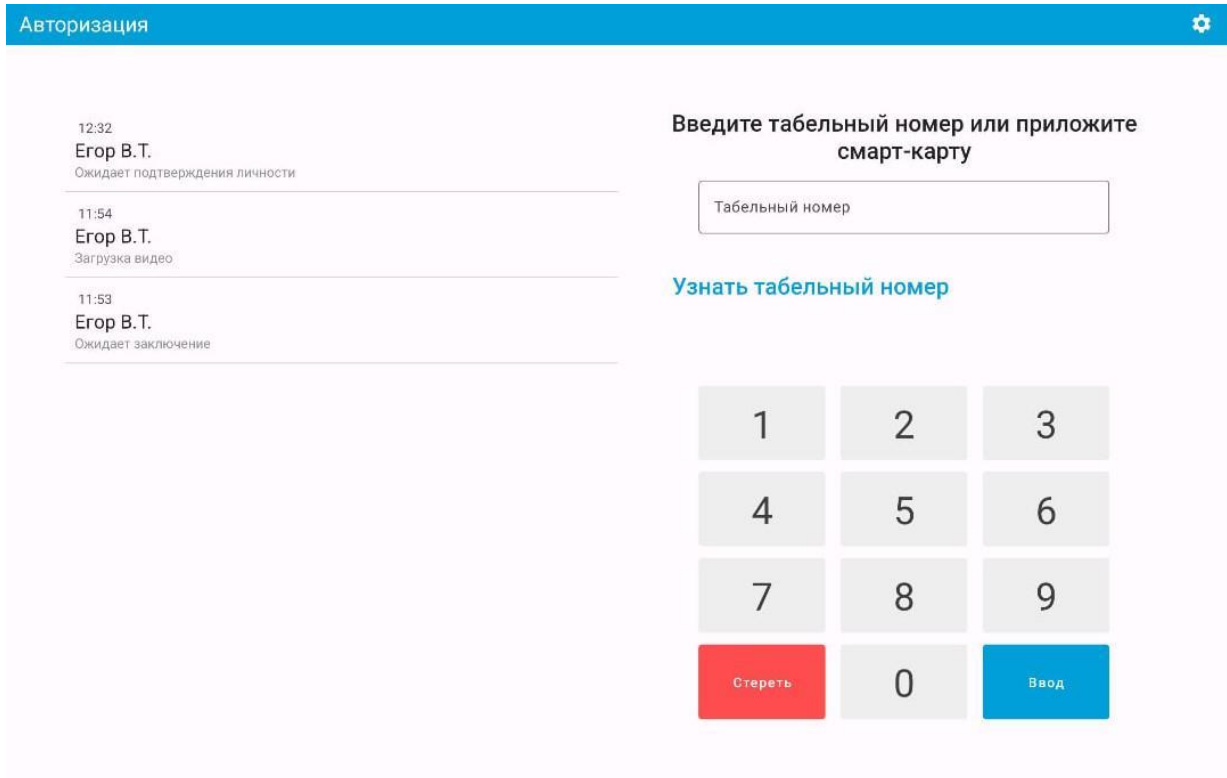 Авторизация
12:32
Егор В.Т.
Ожидает подтверждения личности
11:54
Егор В.Т.
Загрузка видео
11:53
Егор В.Т.
Ожидает заключение
Введите табельный номер или приложите
смарт-карту
Табельный номер
Узнать табельный номер
1 2 3
4 5 6
7 8 9
Стереть 0 Ввод